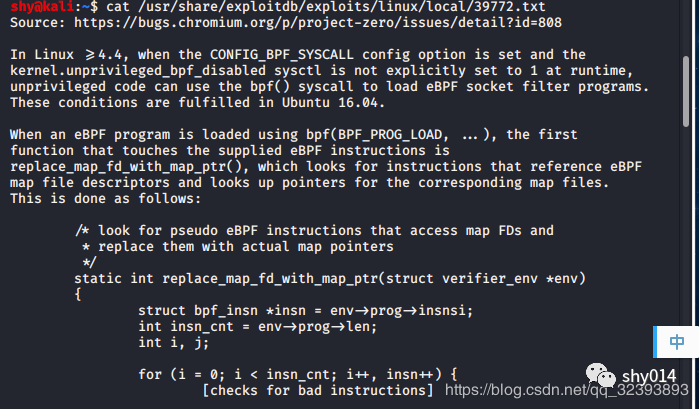 shy@kali:~$ cat /usr/share/exploitdb/exploits/linux/local/39772.txt
Source: https://bugs.chromium.org/p/project-zero/issues/detail?id=808
In Linux >=4.4, when the CONFIG_BPF_SYSCALL config option is set and the
kernel.unprivileged_bpf_disabled sysctl is not explicitly set to 1 at runtime,
unprivileged code can use the bpf() syscall to load eBPF socket filter programs.
These conditions are fulfilled in Ubuntu 16.04.
When an eBPF program is loaded using bpf(BPF_PROG_LOAD, ...), the first
function that touches the supplied eBPF instructions is
replace_map_fd_with_map_ptr(), which looks for instructions that reference eBPF
map file descriptors and looks up pointers for the corresponding map files.
This is done as follows:
/* look for pseudo eBPF instructions that access map FDs and
* replace them with actual map pointers
*/
static int replace_map_fd_with_map_ptr(struct verifier_env *env)
{
struct bpf_insn *insn = env->prog->insnsi;
int insn_cnt = env->prog->len;
int i, j;
for (i = 0; i < insn_cnt; i++, insn++) {
[checks for bad instructions]
中
shy014
https://blog.csdn.net/qq_32393893